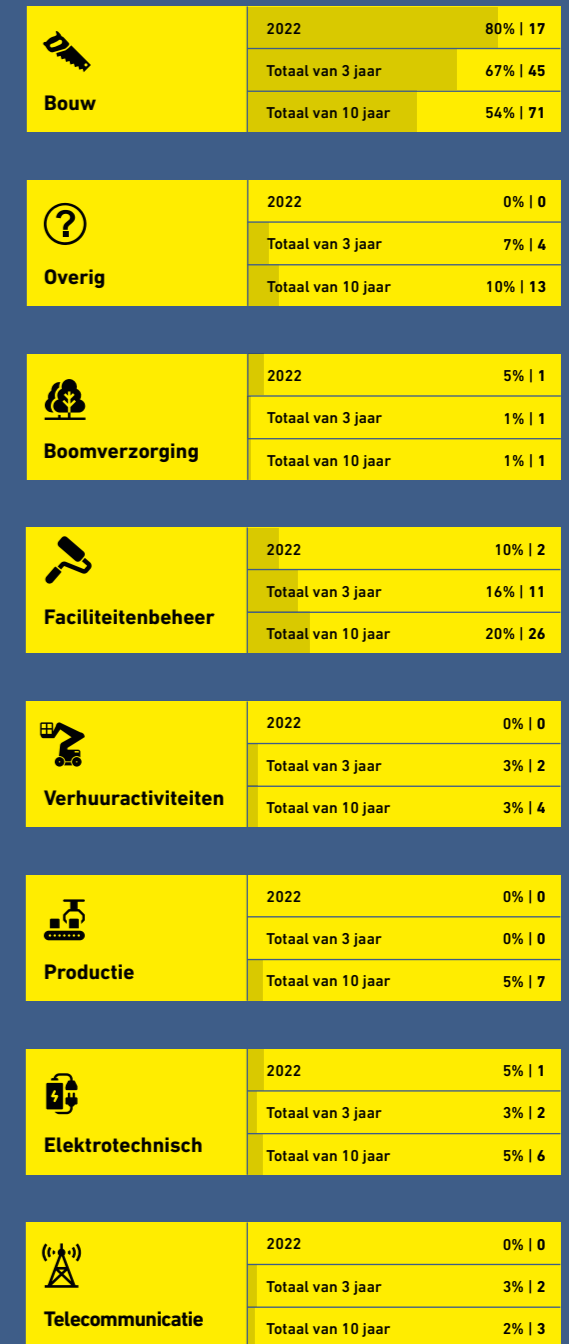 Bouw
2022 80% | 17
Totaal van 3 jaar 67% | 45
Totaal van 10 jaar 54% | 71
Overig
2022 0% | 0
Totaal van 3 jaar 7% | 4
Totaal van 10 jaar 10% | 13
Boomverzorging
2022 5% | 1
Totaal van 3 jaar 1% | 1
Totaal van 10 jaar 1% | 1
Faciliteitenbeheer
2022 10% | 2
Totaal van 3 jaar 16% | 11
Totaal van 10 jaar 20% | 26
Verhuuractiviteiten
2022 0% | 0
Totaal van 3 jaar 3% | 2
Totaal van 10 jaar 3% | 4
Productie
2022 0% | 0
Totaal van 3 jaar 0% | 0
Totaal van 10 jaar 5% | 7
Elektrotechnisch
2022 5% | 1
Totaal van 3 jaar 3% | 2
Totaal van 10 jaar 5% | 6
Telecommunicatie
2022 0% | 0
Totaal van 3 jaar 3% | 2
Totaal van 10 jaar 2% | 3